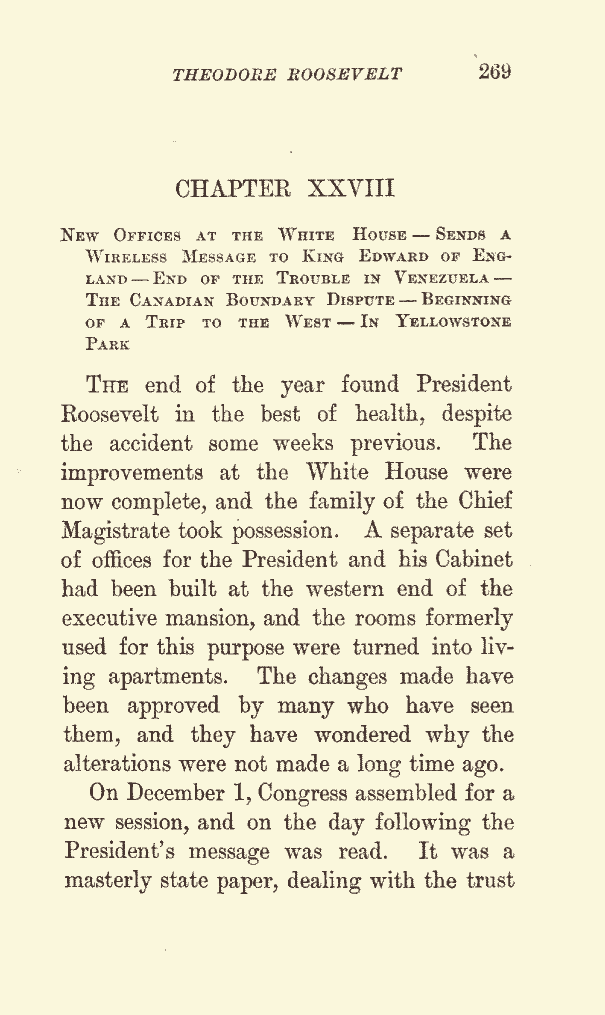 THEODORE ROOSEVELT 269
CHAPTER XXVIII
New Offices at the White House — Sends a
Wireless Message to King Edward of Eng-
land — End of the Trouble in Venezuela —
The Canadian Boundary Dispute — Beginning
of a Trip to the West — In Yellowstone
Park
The end of the year found President
Roosevelt in the best of health, despite
the accident some weeks previous. The
improvements at the White House were
now complete, and the family of the Chief
Magistrate took possession. A separate set
of offices for the President and his Cabinet
had been built at the western end of the
executive mansion, and the rooms formerly
used for this purpose were turned into liv-
ing apartments. The changes made have
been approved by many who have seen
them, and they have wondered why the
alterations were not made a long time ago.
On December 1, Congress assembled for a
new session, and on the day following the
President's message was read. It was a
masterly state paper, dealing with the trust